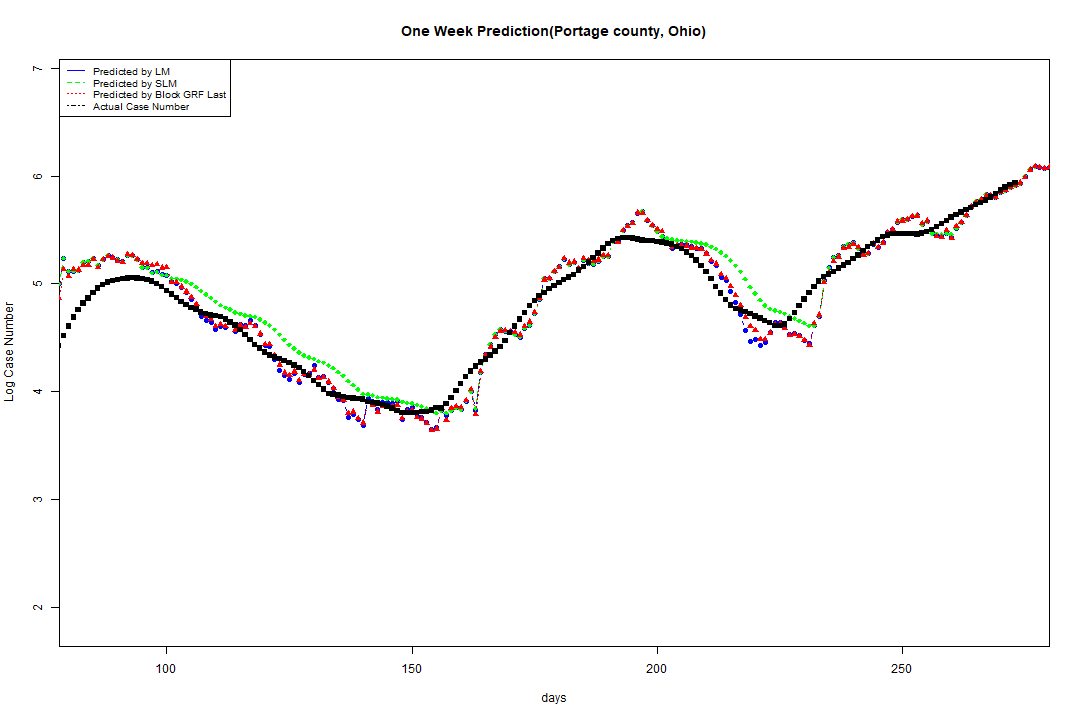 One Week Prediction(Portage county, Ohio)
Predicted by LM
Predicted by SLM
Predicted by Block GRF Last
Actual Case Number
7
6
5
4
3
2
Log Case Number
100
150
200
250
days